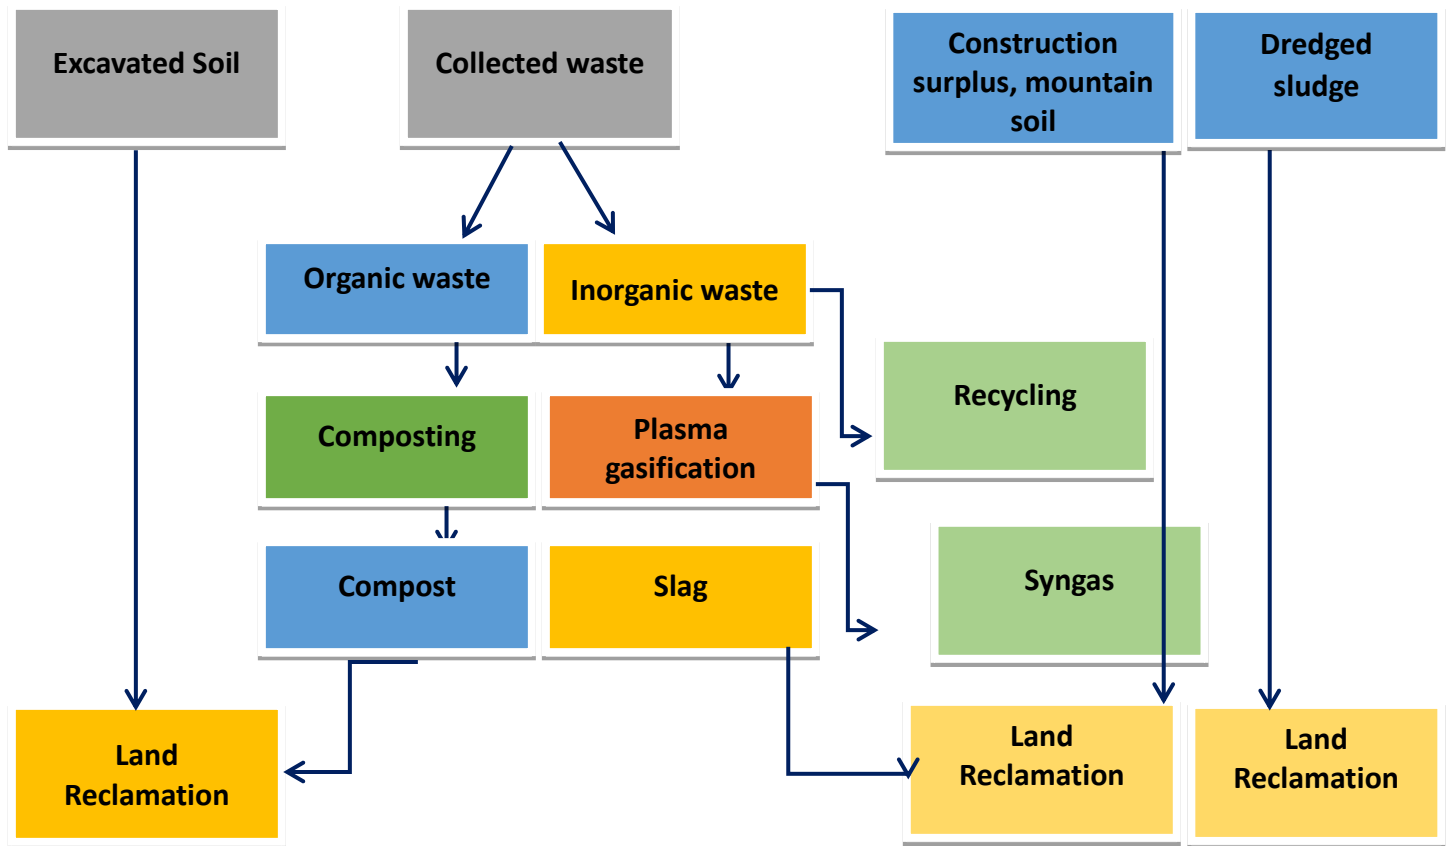 Excavated Soil
Collected waste
Construction
surplus, mountain
soil
Dredged
sludge
Organic waste
Inorganic waste
Recycling
Composting
Plasma
gasification
Compost
Slag
Syngas
Land
Reclamation
Land
Reclamation
Land
Reclamation